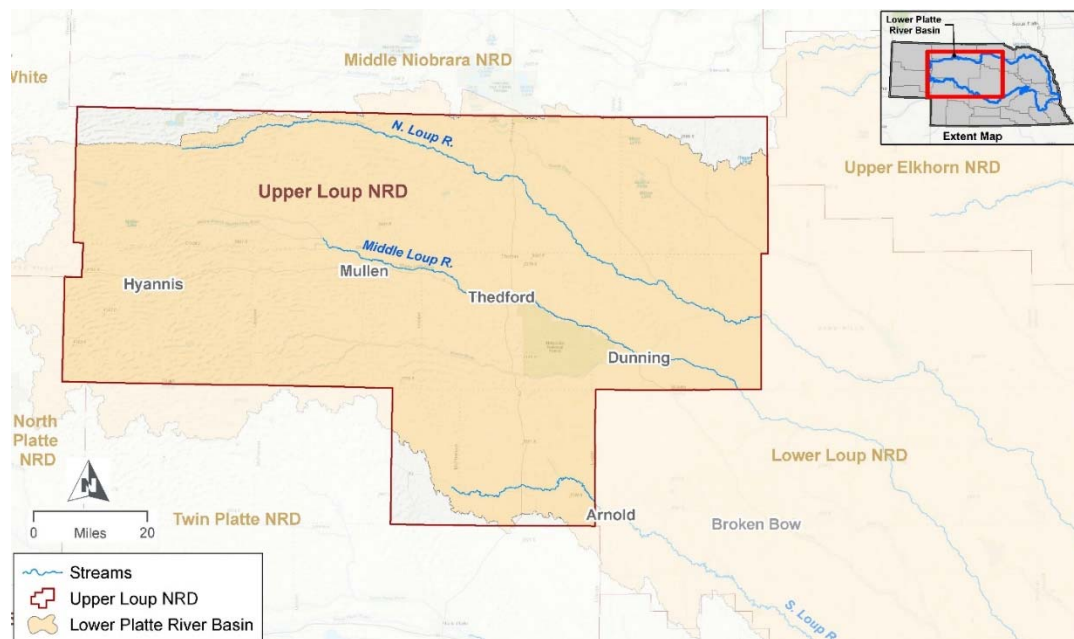 Lower Platte
River Basin
Extent Map
White
Middle Niobrara NRD
N. Loup R.
Upper Elkhorn NRD
Upper Loup NRD
Middle Loup R.
Mullen
Hyannis
Thedford
Dunning
North
Platte
NRD
Lower Loup NRD
N
Twin Platte NRD
Arnold
Broken Bow
0 20
Miles
S. Loup R.
Streams
Upper Loup NRD
Lower Platte River Basin